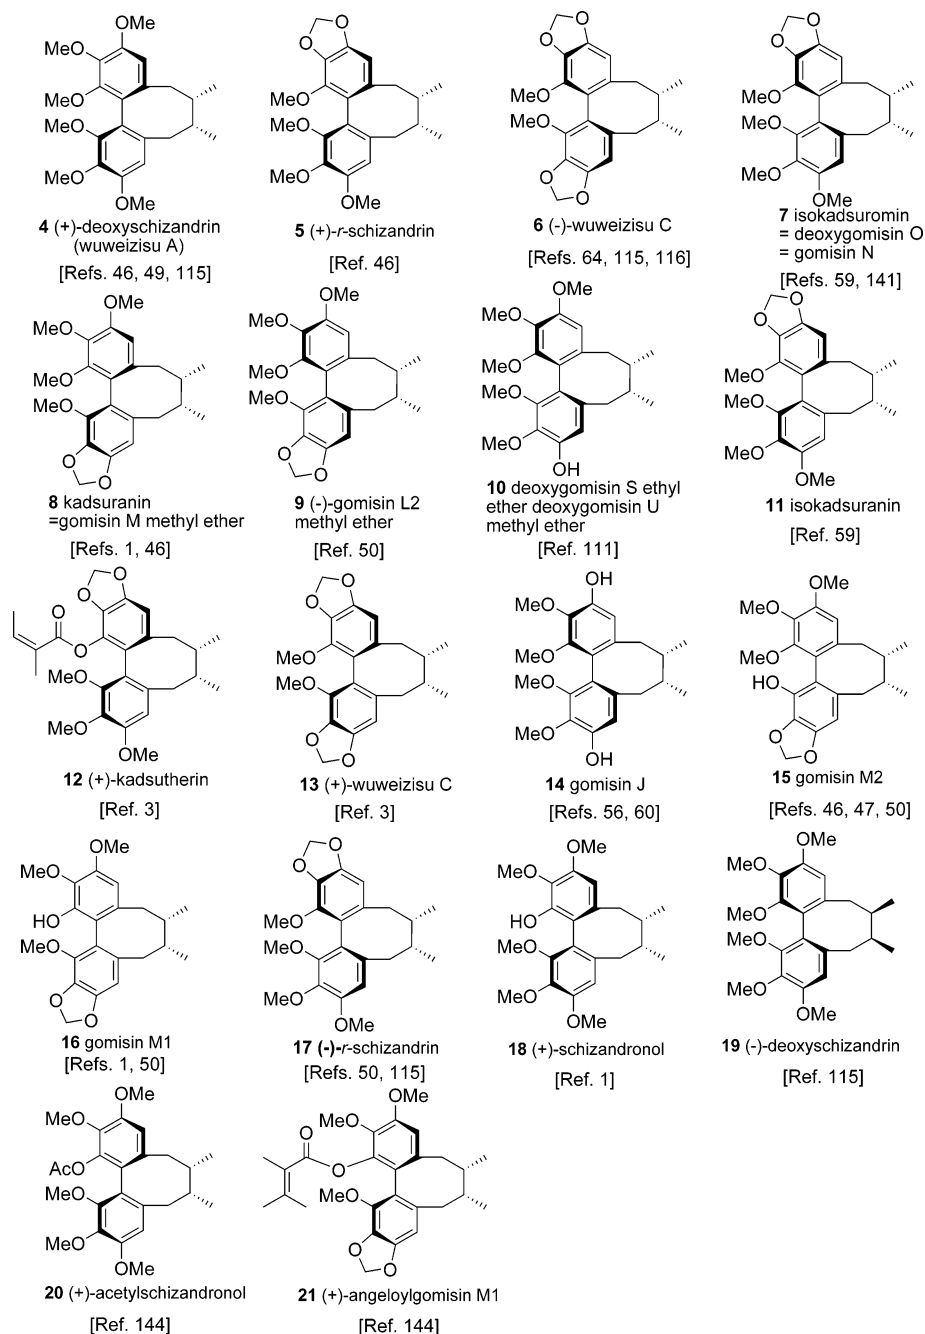 OMe
MeO
MeO
MeO
MeO
OMe
4 (+)-deoxyschizandrin
(wuweizisu A)
[Refs. 46, 49, 115]
O
O
MeO
MeO
MeO
OMe
5 (+)-r-schizandrin
[Ref. 46]
O
O
MeO
MeO
O
O
6 (-)-wuweizisu C
[Refs. 64, 115, 116]
O
O
MeO
MeO
MeO
OMe
7 isokadsuromin
= deoxygomisin O
= gomisin N
[Refs. 59, 141]
OMe
MeO
MeO
MeO
O
O
8 kadsuranin
=gomisin M methyl ether
[Refs. 1, 46]
OMe
MeO
MeO
MeO
O
O
9 (-)-gomisin L2
methyl ether
[Ref. 50]
OMe
MeO
MeO
MeO
MeO
OH
10 deoxygomisin S ethyl
ether deoxygomisin U
methyl ether
[Ref. 111]
O
O
MeO
MeO
MeO
OMe
11 isokadsuranin
[Ref. 59]
O
O
O
O
MeO
MeO
OMe
12 (+)-kadsutherin
[Ref. 3]
O
O
MeO
MeO
O
O
13 (+)-wuweizisu C
[Ref. 3]
OH
MeO
MeO
MeO
MeO
OH
14 gomisin J
[Refs. 56, 60]
OMe
MeO
MeO
HO
O
O
15 gomisin M2
[Refs. 46, 47, 50]
OMe
MeO
HO
MeO
O
O
16 gomisin M1
[Refs. 1, 50]
O
O
MeO
MeO
MeO
OMe
17 (-)-r-schizandrin
[Refs. 50, 115]
OMe
MeO
HO
MeO
MeO
OMe
18 (+)-schizandronol
[Ref. 1]
OMe
MeO
MeO
MeO
MeO
OMe
19 (-)-deoxyschizandrin
[Ref. 115]
OMe
MeO
AcO
MeO
MeO
OMe
20 (+)-acetylschizandronol
[Ref. 144]
OMe
MeO
O
O
MeO
O
O
21 (+)-angeloylgomisin M1
[Ref. 144]